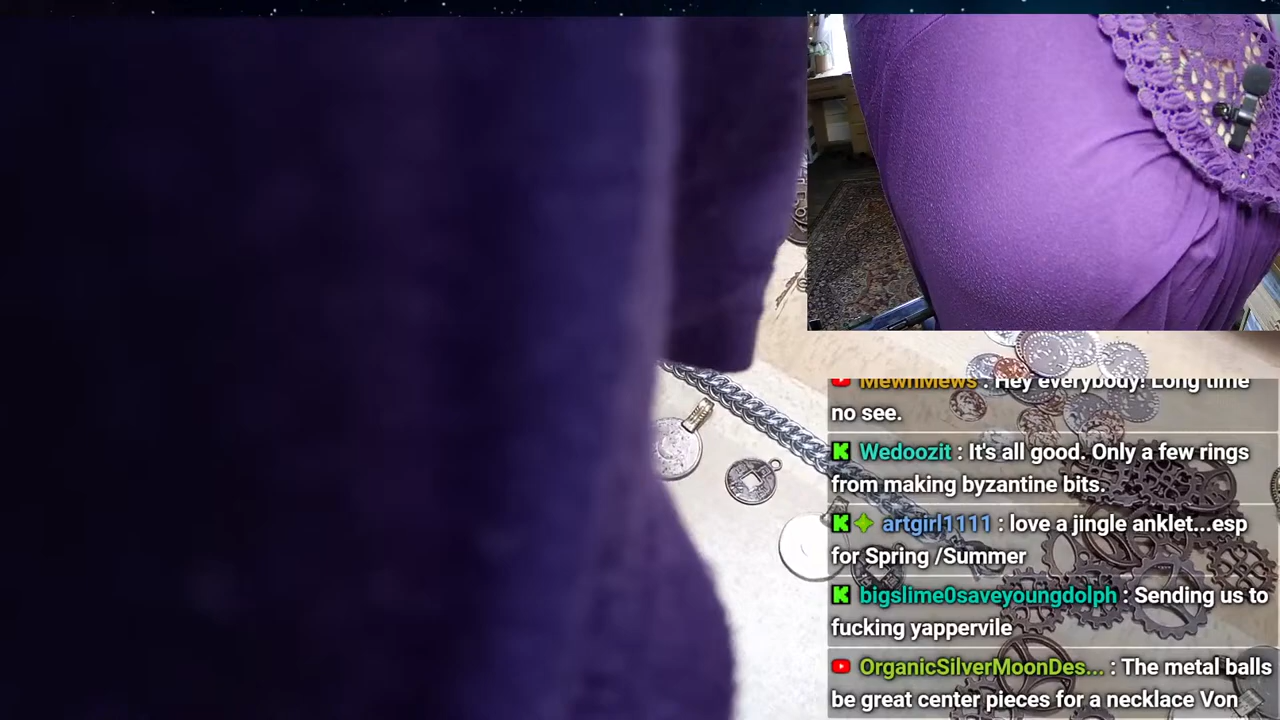 MewnMews : Hey everybody! Long time
no see.
Wedoozit : It's all good. Only a few rings
from making byzantine bits.
artgirl1111 : love a jingle anklet...esp
for Spring /Summer
bigslime0saveyoungdolph : Sending us to
fucking yappervile
OrganicSilverMoonDes... : The metal balls
be great center pieces for a necklace Von